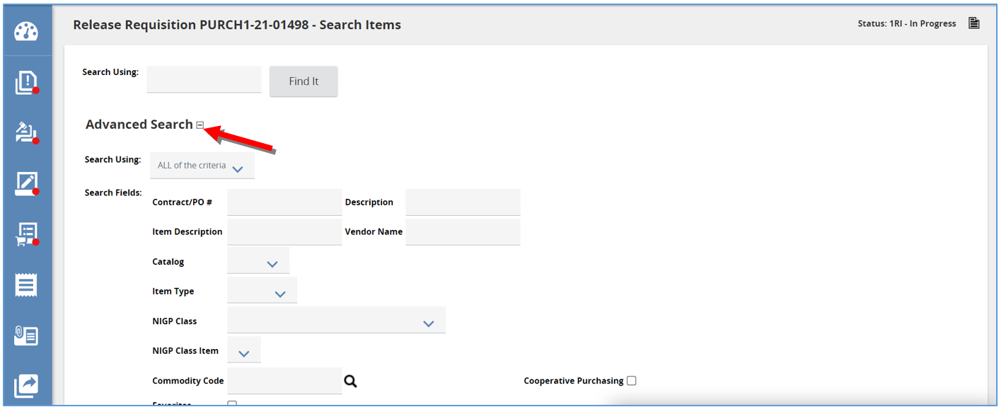 Release Requisition PURCH1-21-01498 - Search Items
Status: 1RI - In Progress
Search Using:
Find It
Advanced Search
Search Using: ALL of the criteria
Search Fields:
Contract/PO # Description
Item Description Vendor Name
Catalog
Item Type
NIGP Class
NIGP Class Item
Commodity Code Cooperative Purchasing
Favorites